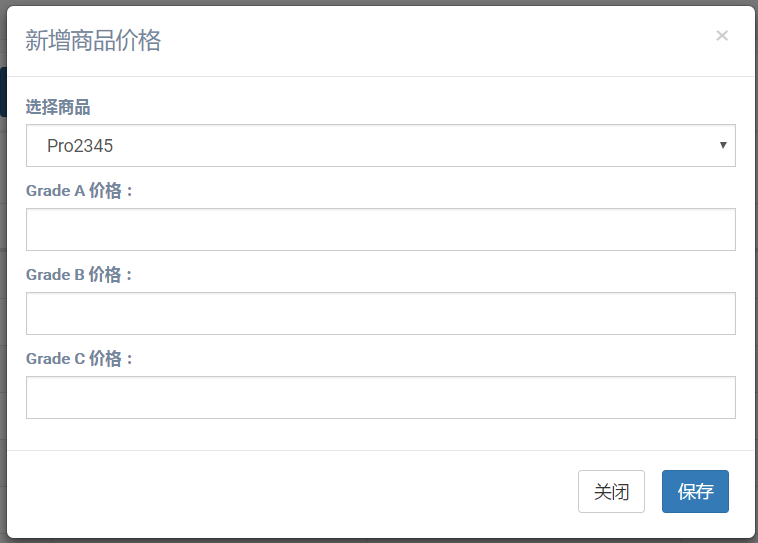 新增商品价格
×
选择商品
Pro2345
Grade A 价格：
Grade B 价格：
Grade C 价格：
关闭 保存